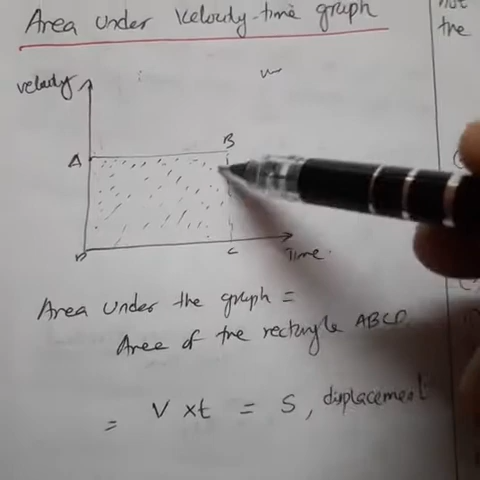 Area under Velocity-time graph
not
the
velocity
A
B
D
C
Time.
Area under the graph =
Area of the rectangle ABCD
= V x t = S, displacement